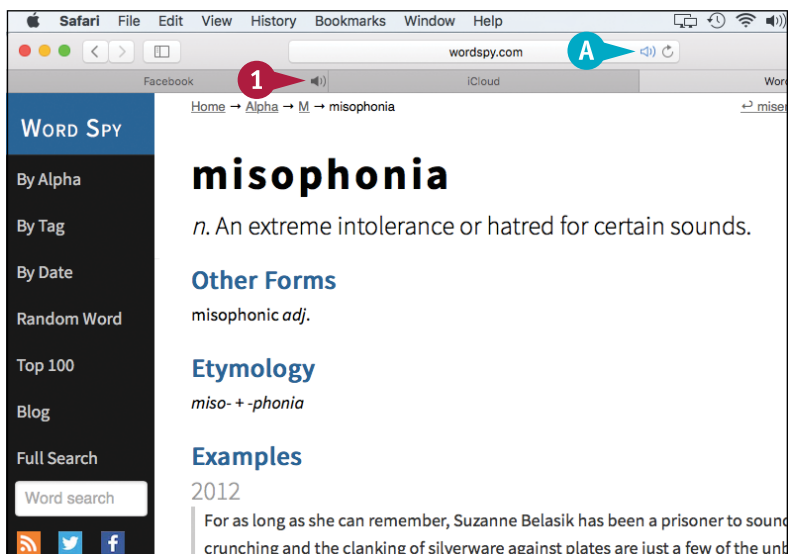 Safari File Edit View History Bookmarks Window Help
wordspy.com A
Facebook 1 iCloud
Home → Alpha → M → misophonia
WORD SPY
misophonia
By Alpha
n. An extreme intolerance or hatred for certain sounds.
By Tag
By Date
Other Forms
Random Word
misophonic adj.
Top 100
Etymology
miso- + -phonia
Blog
Full Search
Examples
Word search
2012
For as long as she can remember, Suzanne Belasik has been a prisoner to
crunching and the clanking of silverware against plates are just a few of the